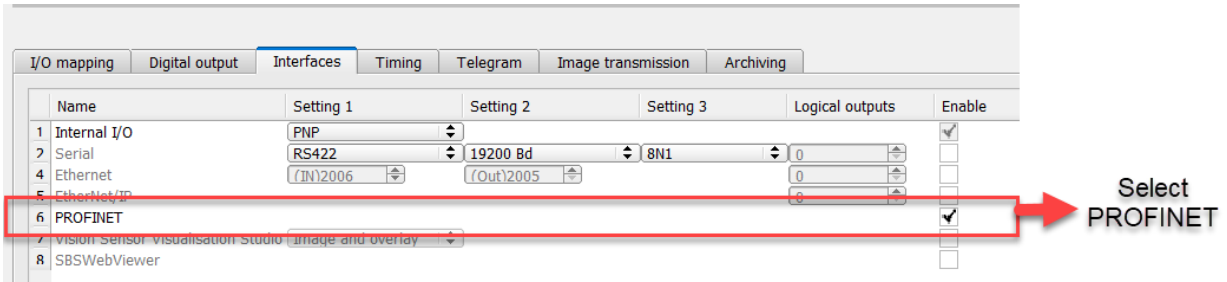 I/O mapping Digital output Interfaces Timing Telegram Image transmission Archiving
Name Setting 1 Setting 2 Setting 3 Logical outputs Enable
1 Internal I/O PNP
2 Serial RS422 19200 Bd 8N1 0
4 Ethernet (IN)2006 (Out)2005 0
5 EtherNet/IP 0
6 PROFINET
7 Vision Sensor Visualisation Studio Image and overlay
8 SBSWebViewer
Select
PROFINET